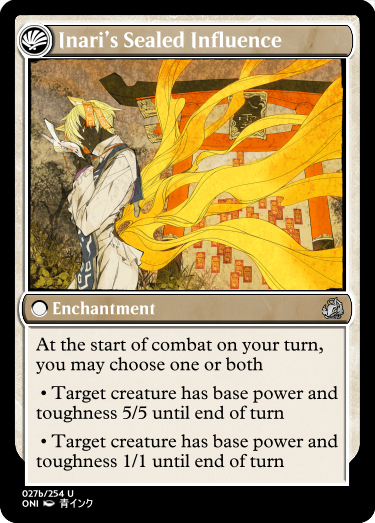 Inari's Sealed Influence
Enchantment
At the start of combat on your turn,
you may choose one or both
• Target creature has base power and
toughness 5/5 until end of turn
• Target creature has base power and
toughness 1/1 until end of turn
027b/254 U
ONI 青インク